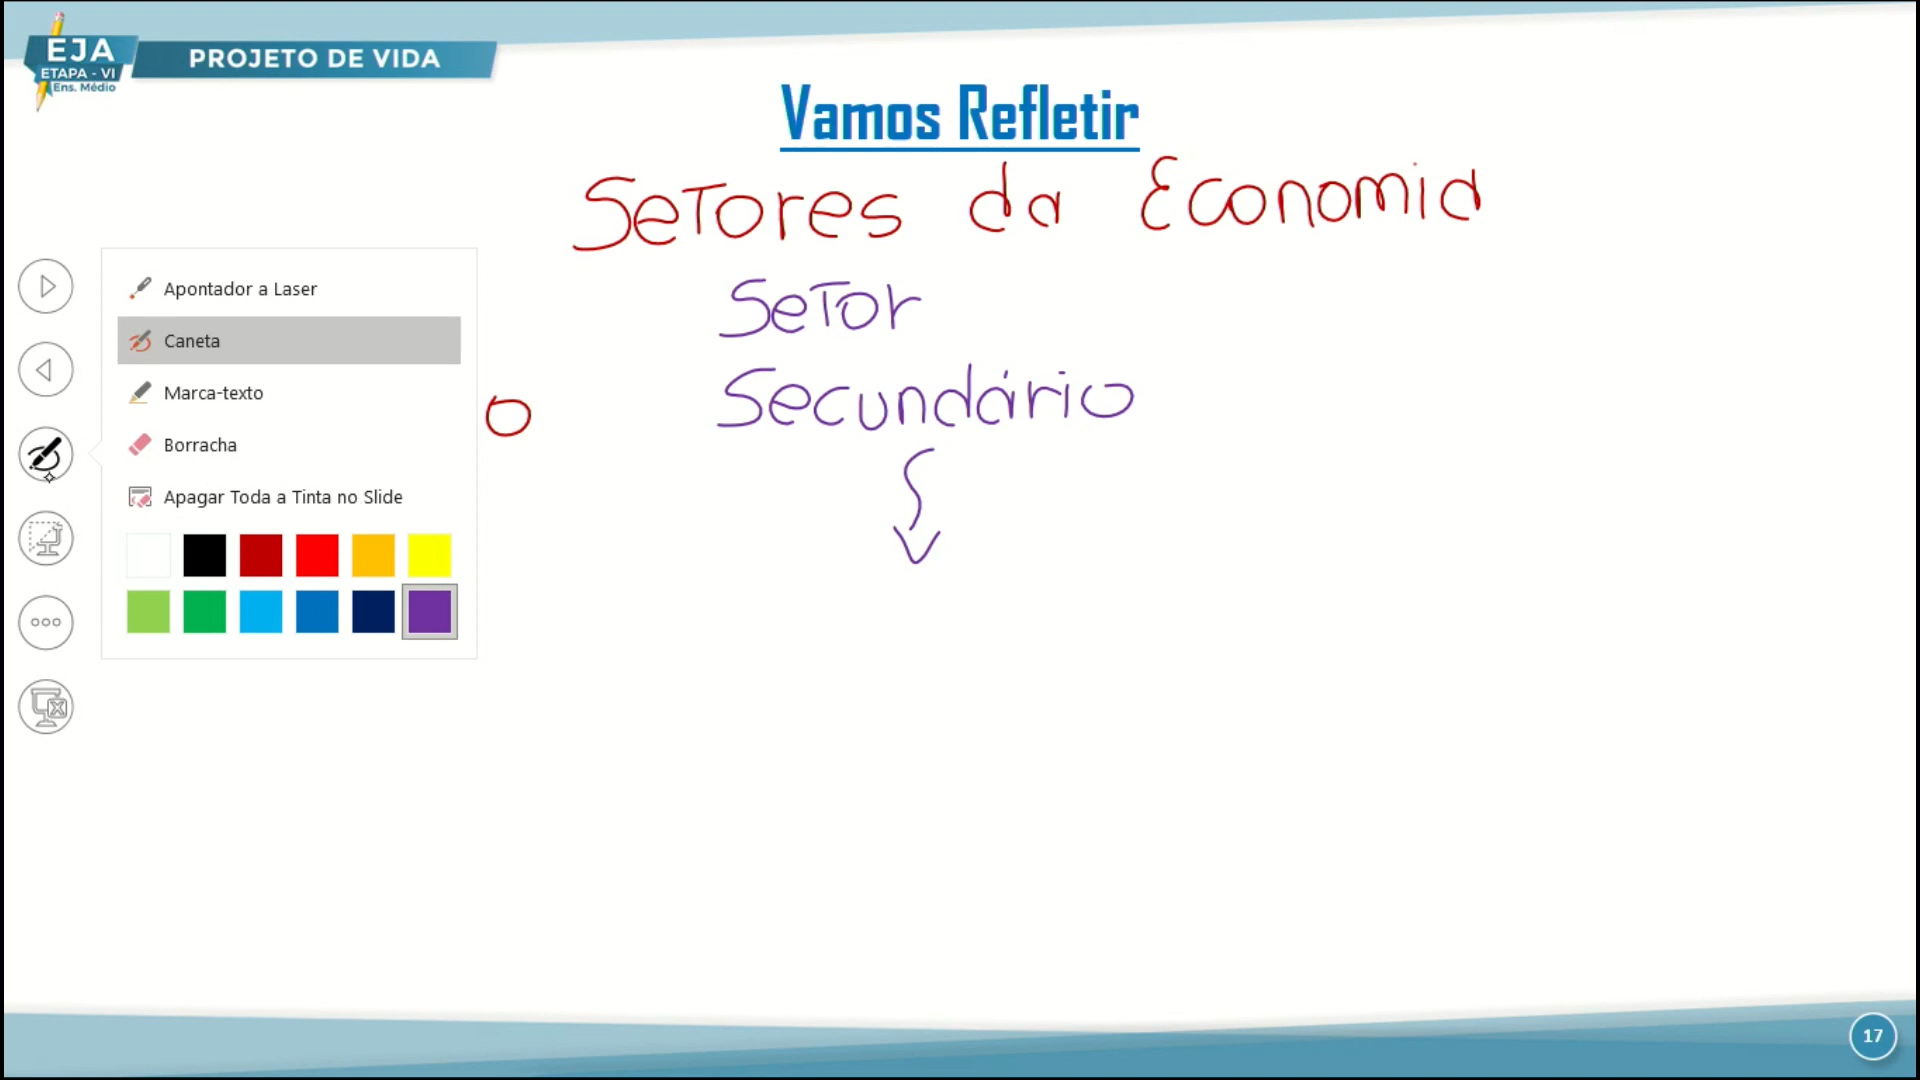 EJA
ETAPA - VI
Ens. Médio
PROJETO DE VIDA
Vamos Refletir
Setores da Economia
Setor
Secundário
o
Apontador a Laser
Caneta
Marca-texto
Borracha
Apagar Toda a Tinta no Slide
17